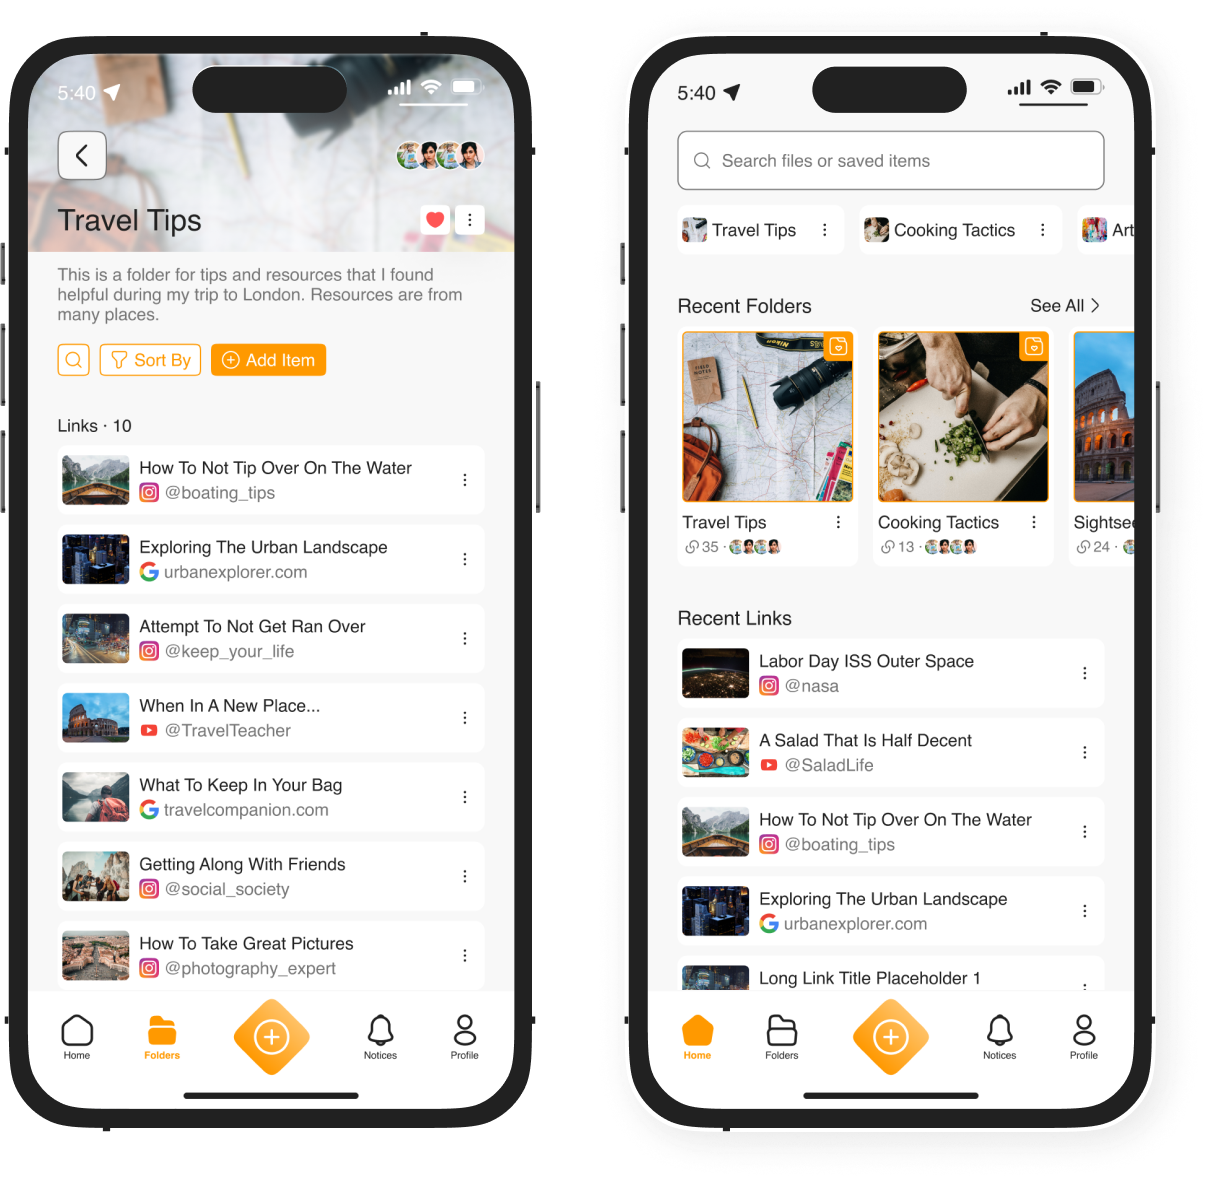 5:40
Travel Tips
This is a folder for tips and resources that I found
helpful during my trip to London. Resources are from
many places.
Sort By
Add Item
Links · 10
How To Not Tip Over On The Water
@boating_tips
Exploring The Urban Landscape
urbanexplorer.com
Attempt To Not Get Ran Over
@keep_your_life
When In A New Place...
@TravelTeacher
What To Keep In Your Bag
travelcompanion.com
Getting Along With Friends
@social_society
How To Take Great Pictures
@photography_expert
Home
Folders
Notices
Profile
5:40
Search files or saved items
Travel Tips
Cooking Tactics
Art
Recent Folders
See All
FIELD NOTES
Nikon
Travel Tips
35 ·
Cooking Tactics
13 ·
Sightsee
24 ·
Recent Links
Labor Day ISS Outer Space
@nasa
A Salad That Is Half Decent
@SaladLife
How To Not Tip Over On The Water
@boating_tips
Exploring The Urban Landscape
urbanexplorer.com
Long Link Title Placeholder 1
Home
Folders
Notices
Profile